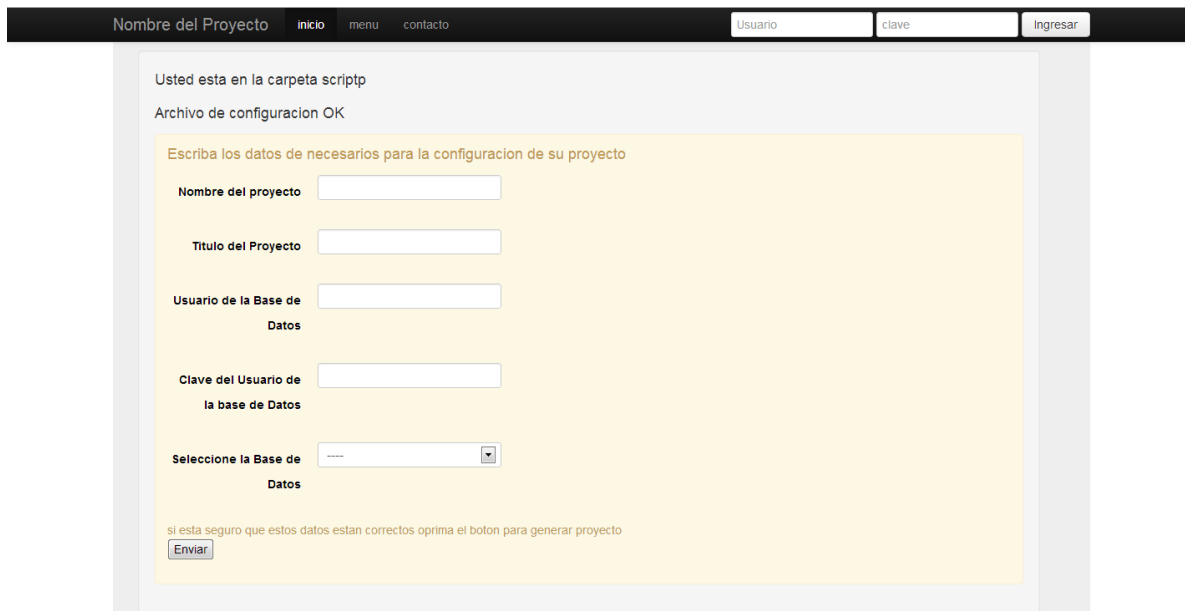 Nombre del Proyecto inicio menu contacto Usuario clave Ingresar
Usted esta en la carpeta scriptp
Archivo de configuracion OK
Escriba los datos de necesarios para la configuracion de su proyecto
Nombre del proyecto
Titulo del Proyecto
Usuario de la Base de
Datos
Clave del Usuario de
la base de Datos
Seleccione la Base de
Datos
----
si esta seguro que estos datos estan correctos oprima el boton para generar proyecto
Enviar